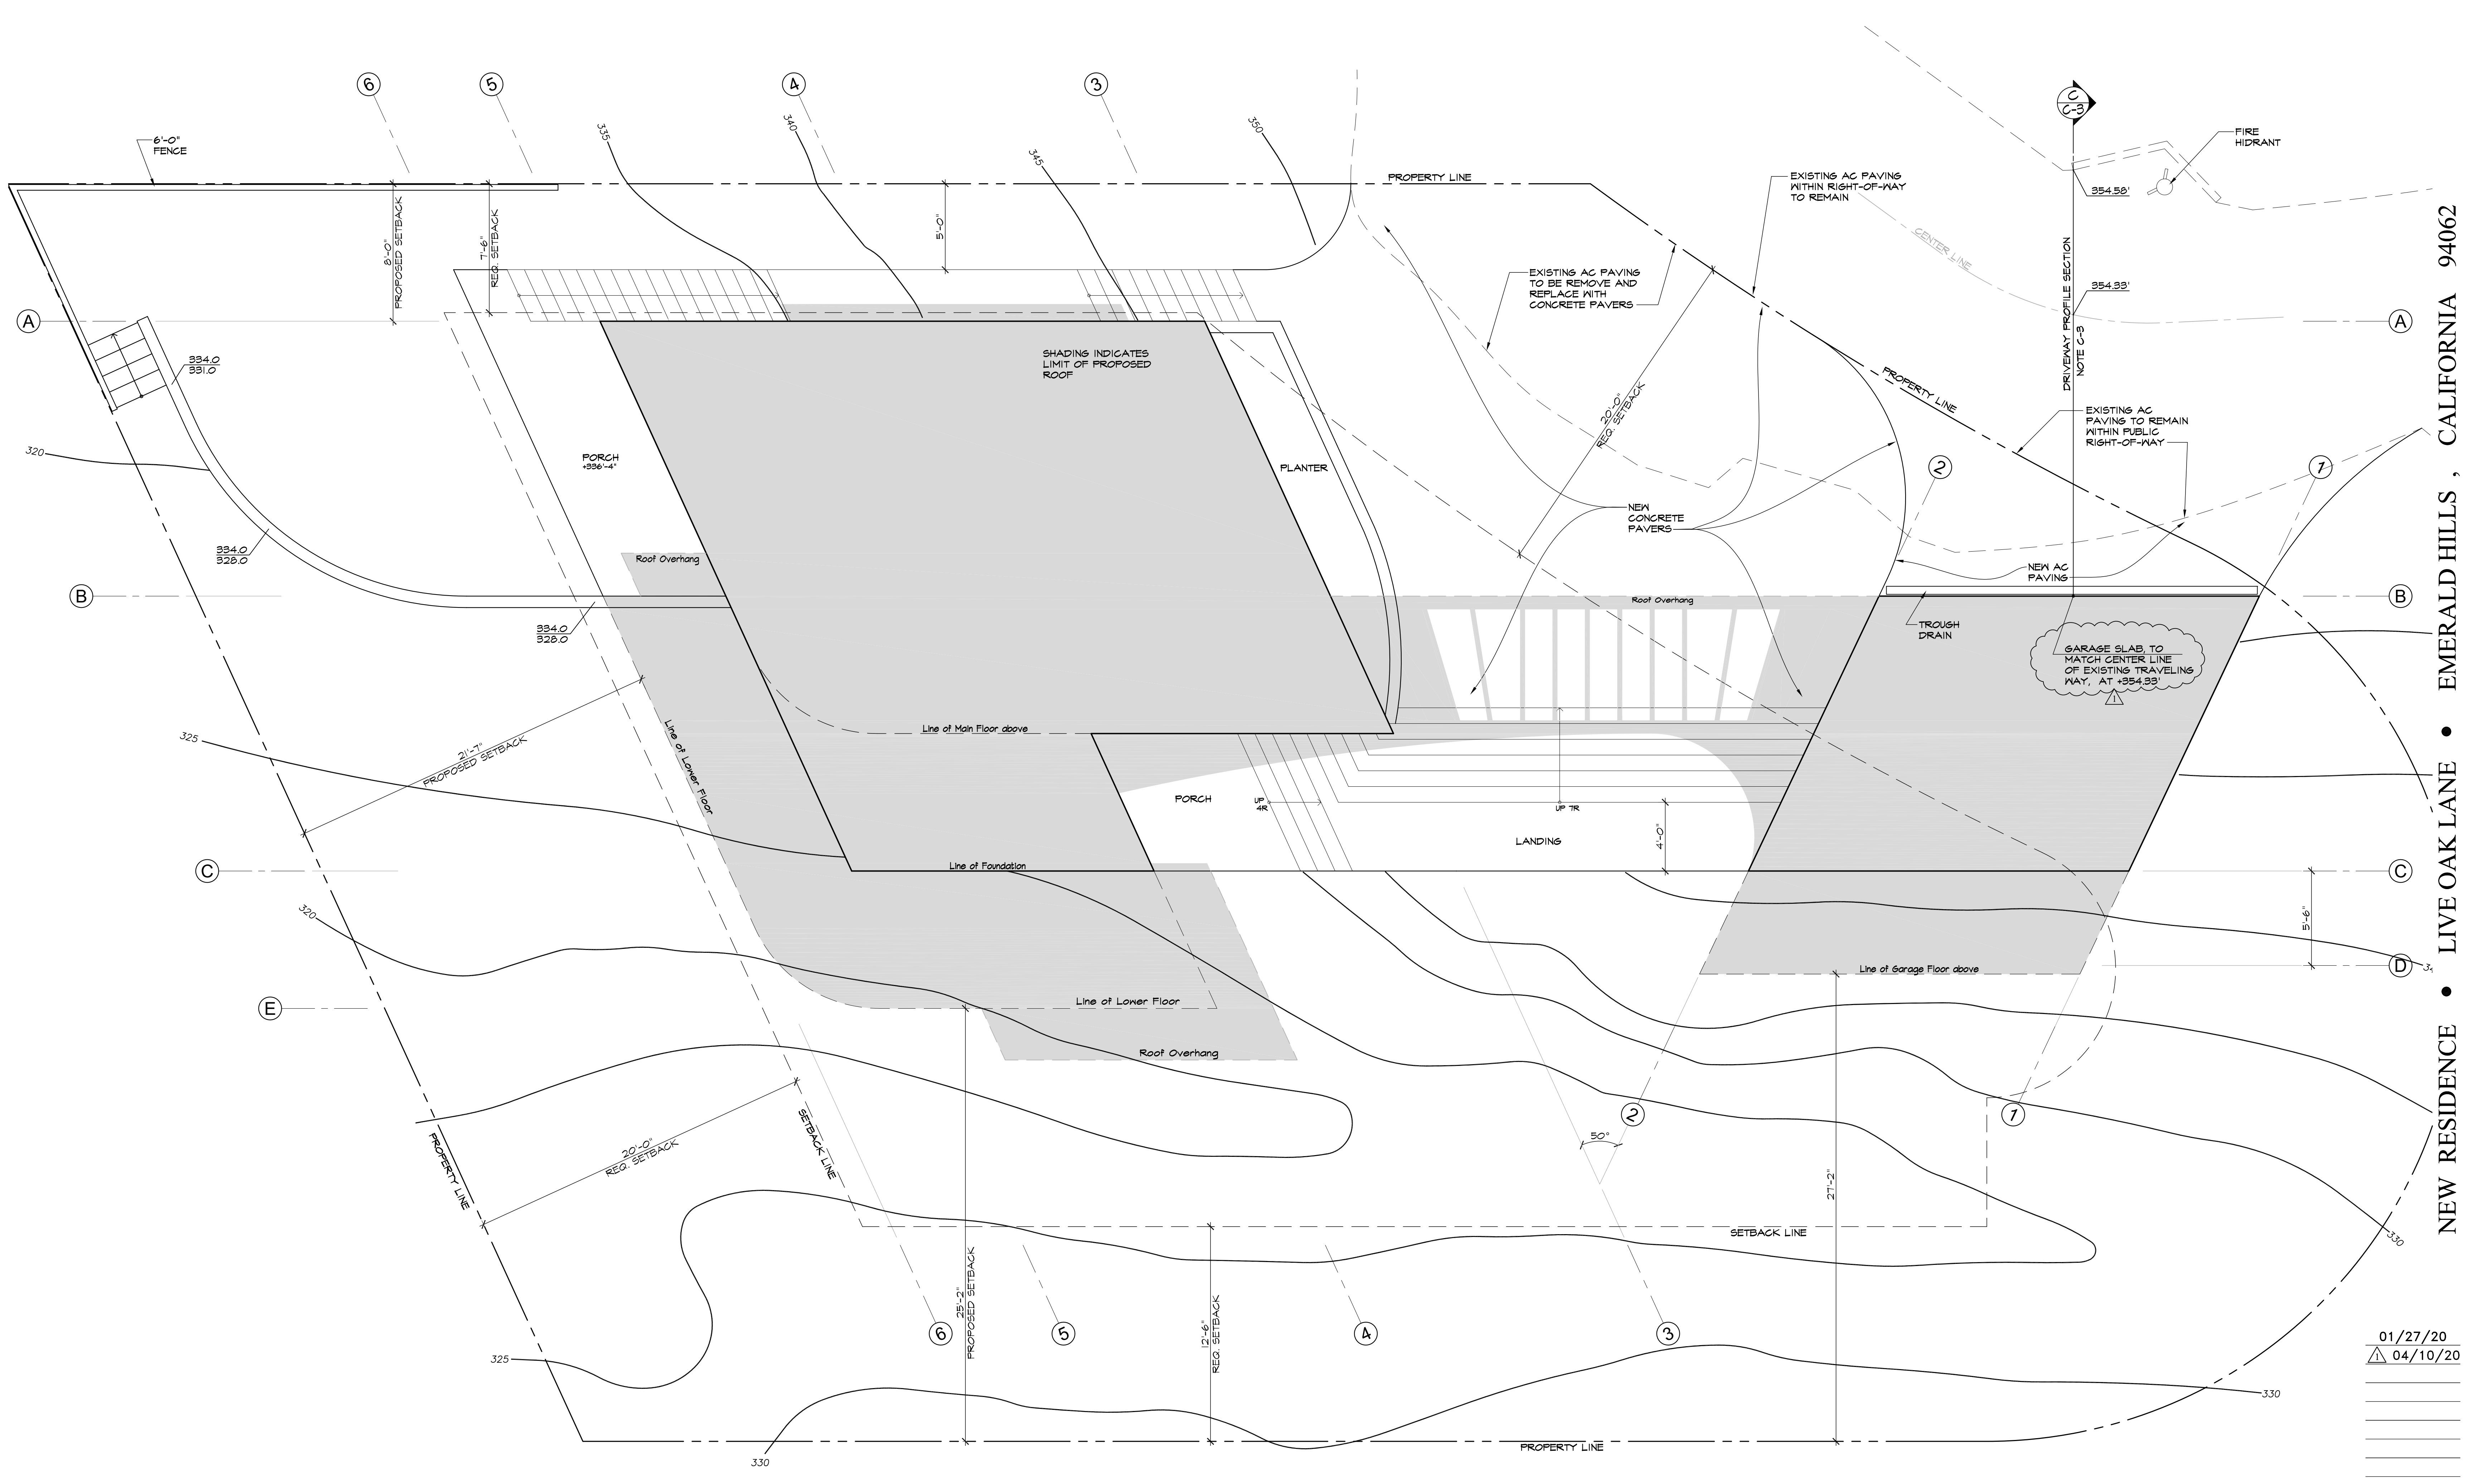 6
5
4
3
C
C-3
6'-0"
FENCE
335
340
345
350
FIRE
HIDRANT
PROPERTY LINE
EXISTING AC PAVING
WITHIN RIGHT-OF-WAY
TO REMAIN
354.58'
8'-0"
PROPOSED SETBACK
7'-6"
REQ. SETBACK
5'-0"
CENTER LINE
EXISTING AC PAVING
TO BE REMOVE AND
REPLACE WITH
CONCRETE PAVERS
DRIVEWAY PROFILE SECTION
NOTE C-3
354.33'
A
A
334.0
331.0
SHADING INDICATES
LIMIT OF PROPOSED
ROOF
20'-0"
REQ. SETBACK
PROPERTY LINE
EXISTING AC
PAVING TO REMAIN
WITHIN PUBLIC
RIGHT-OF-WAY
320
PORCH
+336'-4"
PLANTER
2
1
NEW
CONCRETE
PAVERS
334.0
328.0
Roof Overhang
NEW AC
PAVING
B
Roof Overhang
B
334.0
328.0
TROUGH
DRAIN
GARAGE SLAB, TO
MATCH CENTER LINE
OF EXISTING TRAVELING
WAY, AT +354.33'
1
325
21'-7"
PROPOSED SETBACK
Line of Lower Floor
Line of Main Floor above
PORCH
UP
4R
UP 7R
LANDING
4'-0"
C
Line of Foundation
C
5'-6"
320
Line of Garage Floor above
D
E
Line of Lower Floor
Roof Overhang
PROPERTY LINE
20'-0"
REQ. SETBACK
SETBACK LINE
50°
2
1
27'-2"
SETBACK LINE
330
25'-2"
PROPOSED SETBACK
12'-6"
REQ. SETBACK
6
5
4
3
325
330
330
PROPERTY LINE
NEW RESIDENCE • LIVE OAK LANE • EMERALD HILLS , CALIFORNIA 94062
01/27/20
1 04/10/20